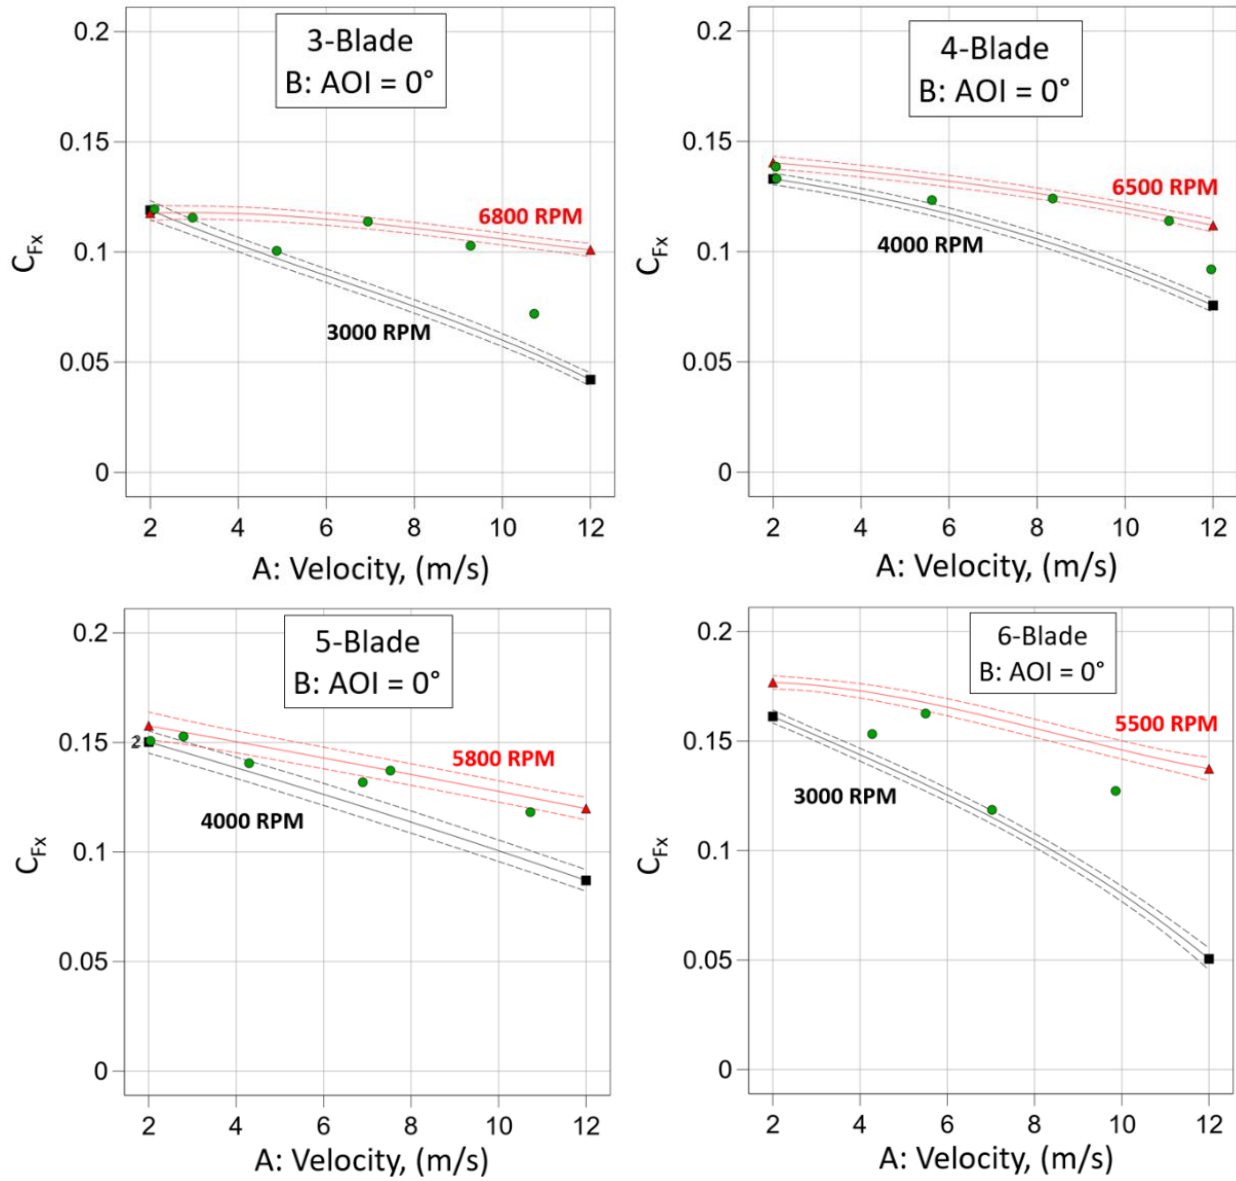 3-Blade
B: AOI = 0°
0.2
0.15
0.1
0.05
0
C_Fx
6800 RPM
3000 RPM
2 4 6 8 10 12
A: Velocity, (m/s)
4-Blade
B: AOI = 0°
0.2
0.15
0.1
0.05
0
C_Fx
6500 RPM
4000 RPM
2 4 6 8 10 12
A: Velocity, (m/s)
5-Blade
B: AOI = 0°
0.2
0.15
0.1
0.05
0
C_Fx
2
5800 RPM
4000 RPM
2 4 6 8 10 12
A: Velocity, (m/s)
6-Blade
B: AOI = 0°
0.2
0.15
0.1
0.05
0
C_Fx
5500 RPM
3000 RPM
2 4 6 8 10 12
A: Velocity, (m/s)